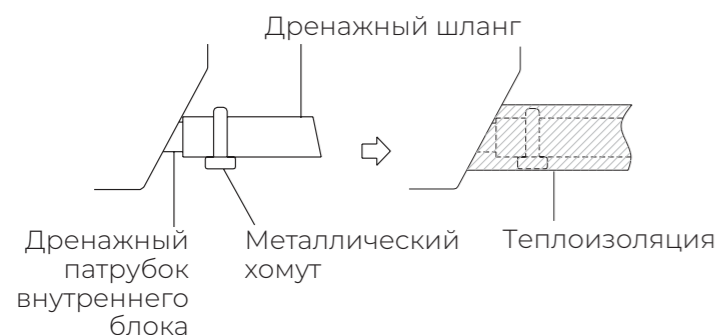 Дренажный шланг
Дренажный
патрубок
внутреннего
блока
Металлический
хомут
Теплоизоляция